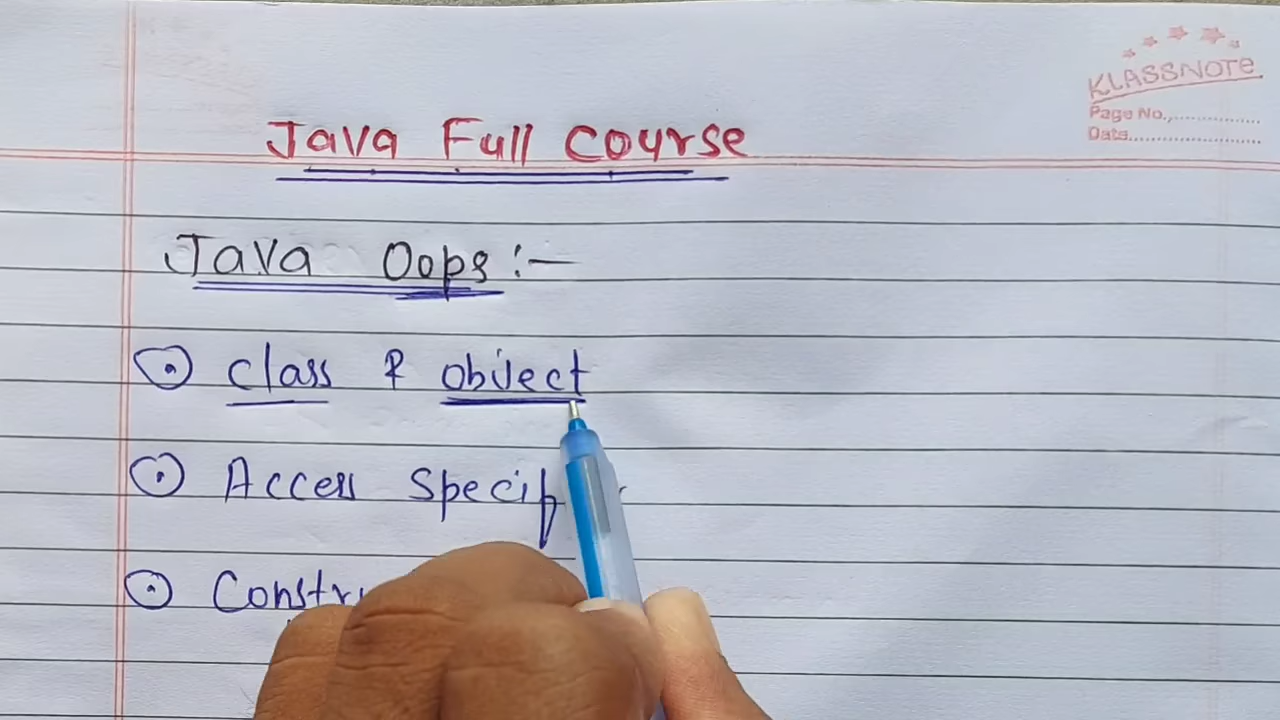 KLASSNOTE
Page No.,..............
Date......................
Java Full Course
Java Oops:-
class & object
Access Specif
Constr